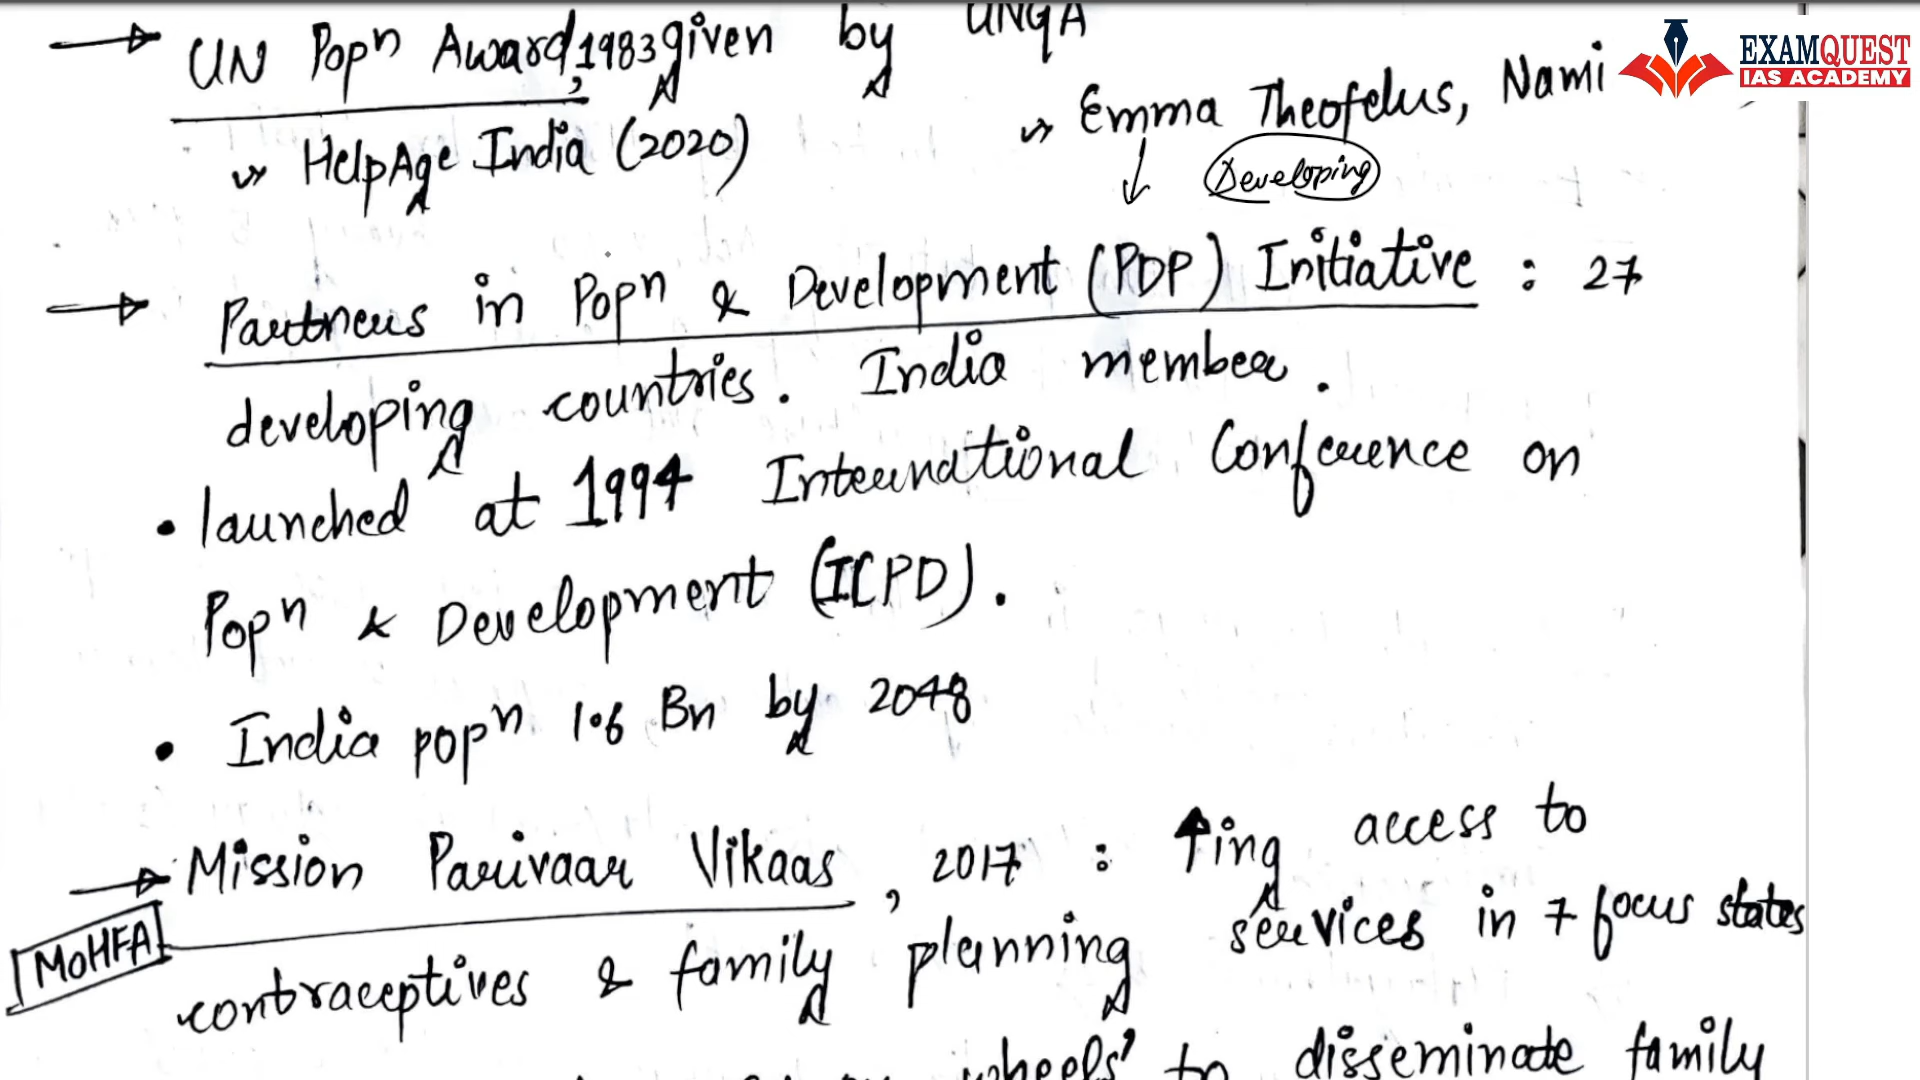 → UN Popⁿ Award, 1983 given by UNGA
EXAMQUEST
IAS ACADEMY
HelpAge India (2020)
Emma Theofelus, Nami
Developing
→ Partners in Popⁿ & Development (PDP) Initiative : 27
developing countries. India member.
• launched at 1994 International Conference on
Popⁿ & Development (ICPD).
• India popⁿ 1.6 Bn by 2048
→ Mission Parivaar Vikaas, 2017 : ↑ing access to
MoHFA
contraceptives & family planning services in 7 focus states
wheels' to disseminate family